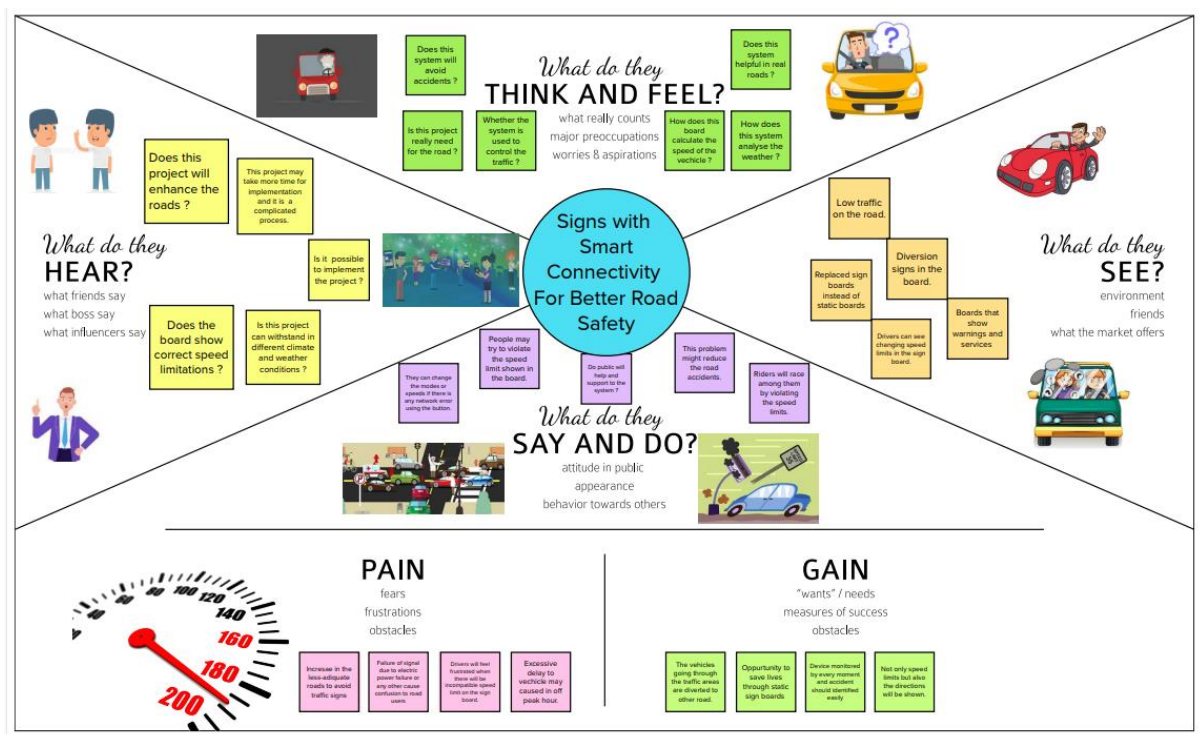 What do they
THINK AND FEEL?
what really counts
major preoccupations
worries & aspirations
Does this
system will
avoid
accidents ?
Is this project
really need
for the road ?
Whether the
system is
used to
control the
traffic ?
Does this
system
helpful in real
roads ?
How does this
board
calculate the
speed of the
vechicle ?
How does
this system
analyse the
weather ?
?
What do they
HEAR?
what friends say
what boss say
what influencers say
Does this
project will
enhance the
roads ?
This project may
take more time for
implementation
and it is a
complicated
process.
Is it possible
to implement
the project ?
Does the
board show
correct speed
limitations ?
Is this project
can withstand in
different climate
and weather
conditions ?
Signs with
Smart
Connectivity
For Better Road
Safety
What do they
SEE?
environment
friends
what the market offers
Low traffic
on the road.
Diversion
signs in the
board.
Replaced sign
boards
instead of
static boards
Boards that
show
warnings and
services
Drivers can see
changing speed
limits in the sign
board.
They can change
the modes or
speeds if there is
any network error
using the button.
People may
try to violate
the speed
limit shown in
the board.
Do public will
help and
support to the
system ?
This problem
might reduce
the road
accidents.
Riders will race
among them
by violating
the speed
limits.
What do they
SAY AND DO?
attitude in public
appearance
behavior towards others
PAIN
fears
frustrations
obstacles
Incresae in the
less-adiquate
roads to avoid
traffic signs
Failure of signal
due to electric
power failure or
any other cause
confusion to road
users
Drivers will feel
frustrated when
there will be
incompatible speed
limit on the sign
board.
Excessive
delay to
vechicle may
caused in off
peak hour.
GAIN
"wants" / needs
measures of success
obstacles
The vehicles
going through
the traffic areas
are diverted to
other road.
Oppurtunity to
save lives
through static
sign boards
Device monitored
by every moment
and accident
should identified
easily
Not only speed
limits but also
the directions
will be shown.
40
60
80
100
120
140
160
180
200